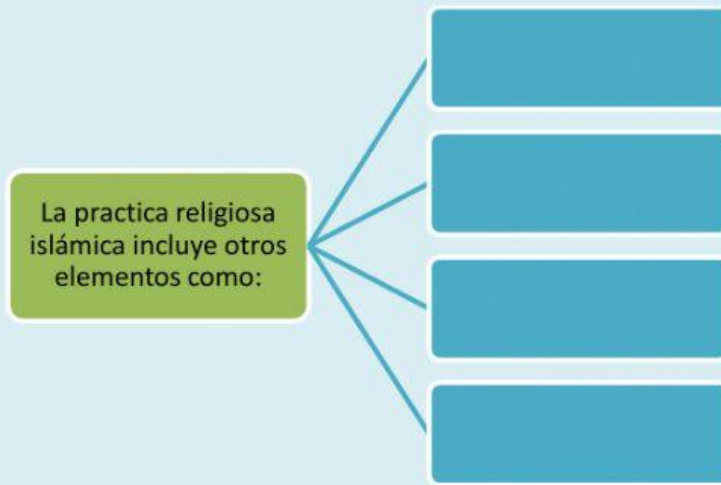 La practica religiosa
islámica incluye otros
elementos como: